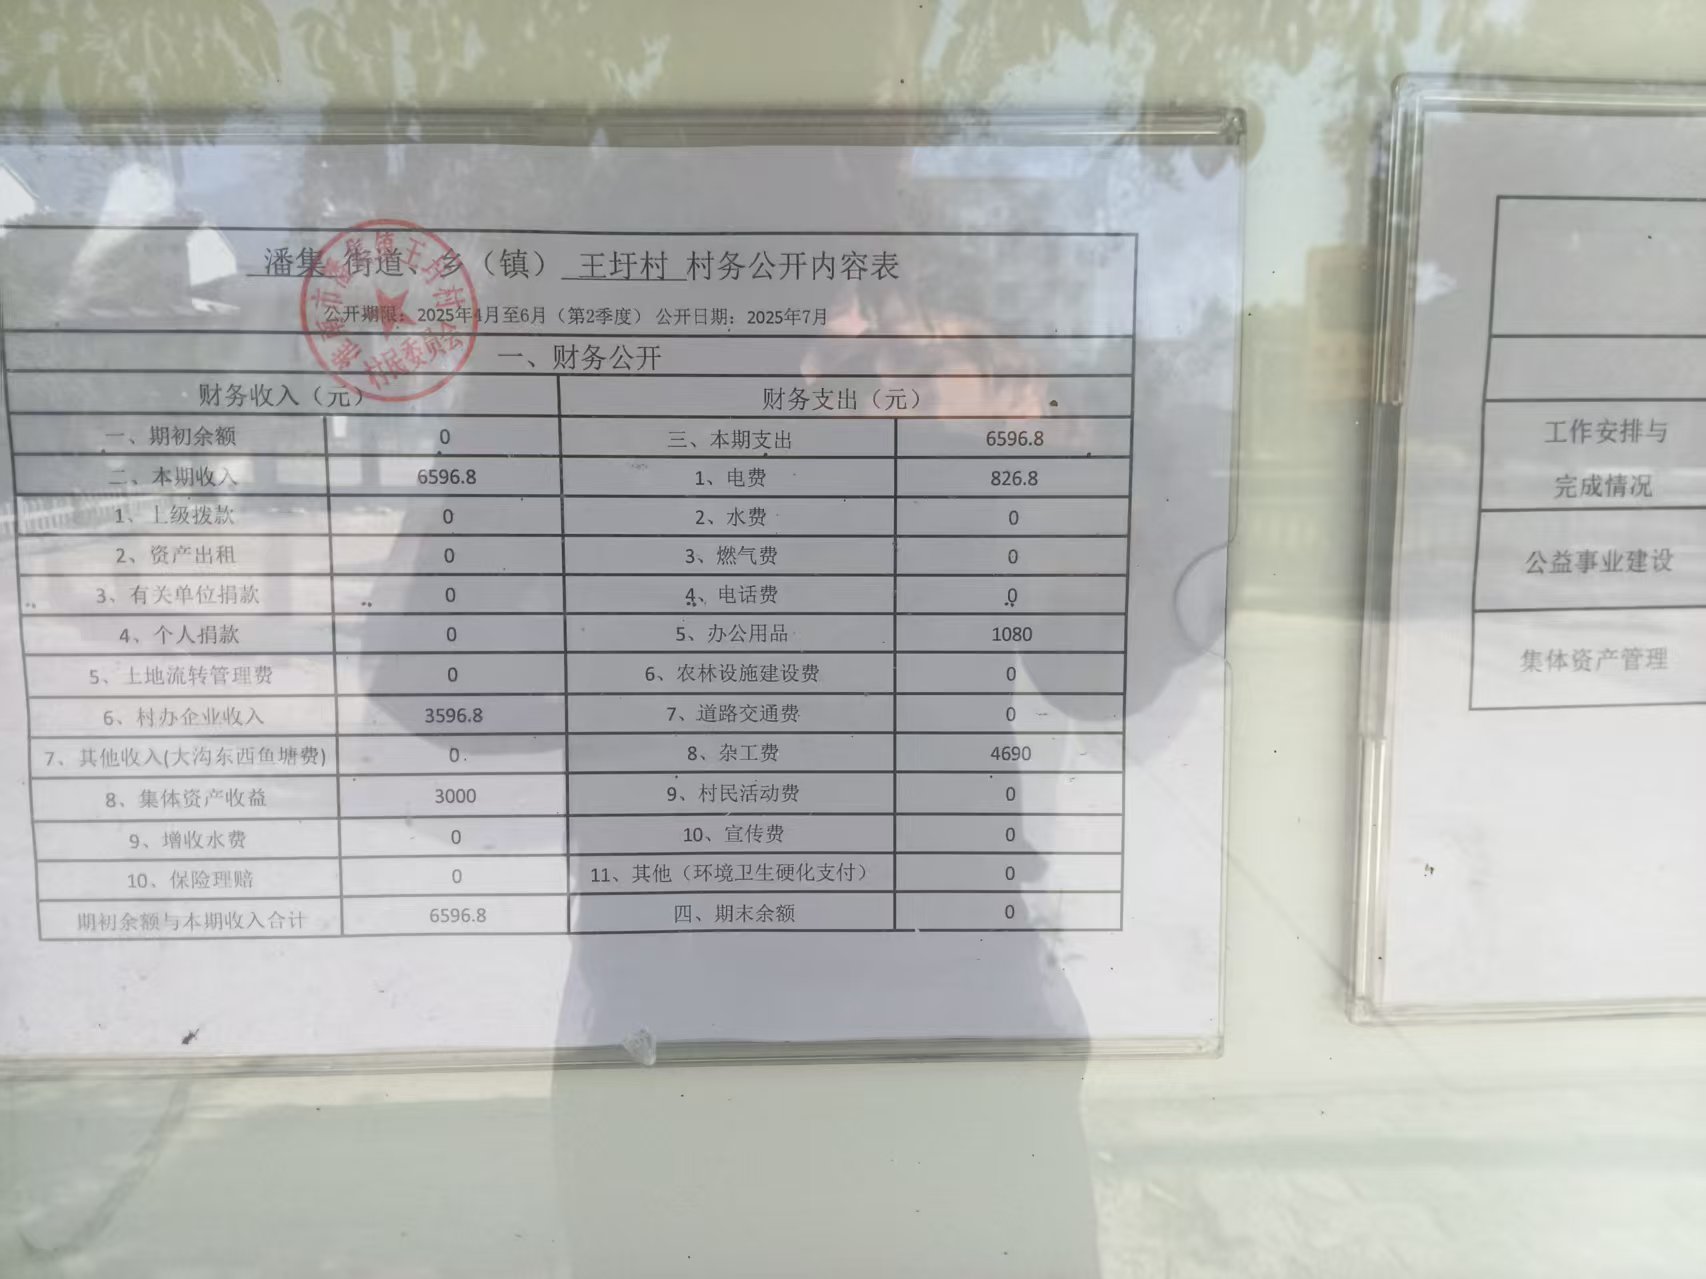 潘集 街道、乡（镇） 王圩村 村务公开内容表
公开期限：2025年4月至6月（第2季度） 公开日期：2025年7月
村民委员会
一、财务公开
财务收入（元） 财务支出（元）
一、期初余额 0 三、本期支出 6596.8
二、本期收入 6596.8 1、电费 826.8
1、上级拨款 0 2、水费 0
2、资产出租 0 3、燃气费 0
3、有关单位捐款 0 4、电话费 0
4、个人捐款 0 5、办公用品 1080
5、土地流转管理费 0 6、农林设施建设费 0
6、村办企业收入 3596.8 7、道路交通费 0
7、其他收入(大沟东西鱼塘费) 0 8、杂工费 4690
8、集体资产收益 3000 9、村民活动费 0
9、增收水费 0 10、宣传费 0
10、保险理赔 0 11、其他（环境卫生硬化支付） 0
期初余额与本期收入合计 6596.8 四、期末余额 0
工作安排与
完成情况
公益事业建设
集体资产管理